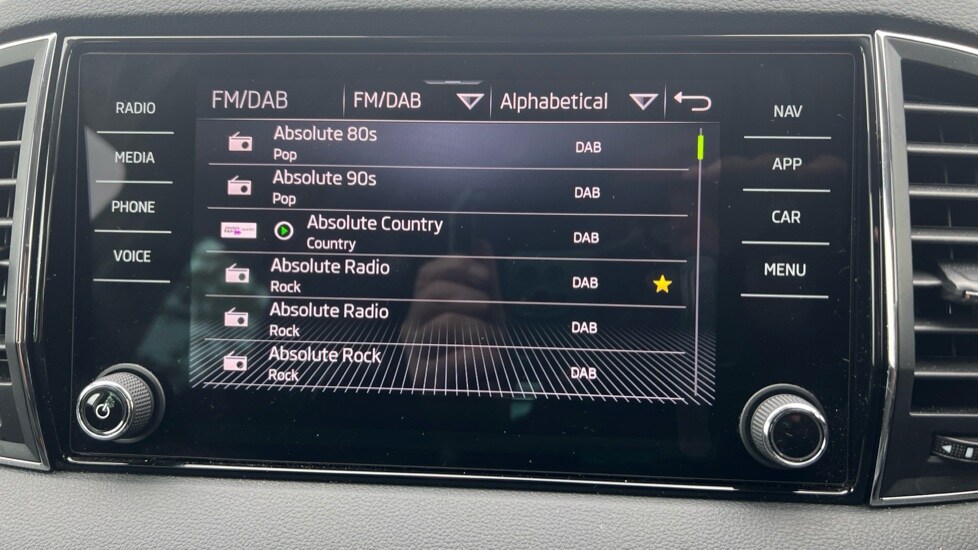 RADIO
MEDIA
PHONE
VOICE
FM/DAB FM/DAB Alphabetical
Absolute 80s
Pop
DAB
Absolute 90s
Pop
DAB
Absolute Country
Country
DAB
Absolute Radio
Rock
DAB
Absolute Radio
Rock
DAB
Absolute Rock
Rock
DAB
NAV
APP
CAR
MENU